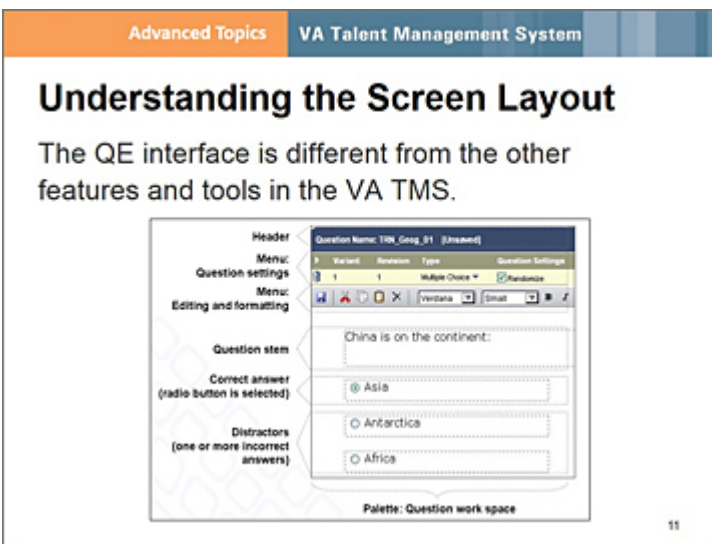 Advanced Topics VA Talent Management System
Understanding the Screen Layout
The QE interface is different from the other
features and tools in the VA TMS.
Header
Question Name: TRN_Geog_01 (Unsaved)
Menu:
Question settings
Variant Revision Type Question Settings
1 1 Multiple Choice Randomize
Menu:
Editing and formatting
Verdana Small B I
Question stem
China is on the continent:
Correct answer
(radio button is selected)
Asia
Distractors
(one or more incorrect
answers)
Antarctica
Africa
Palette: Question work space
11